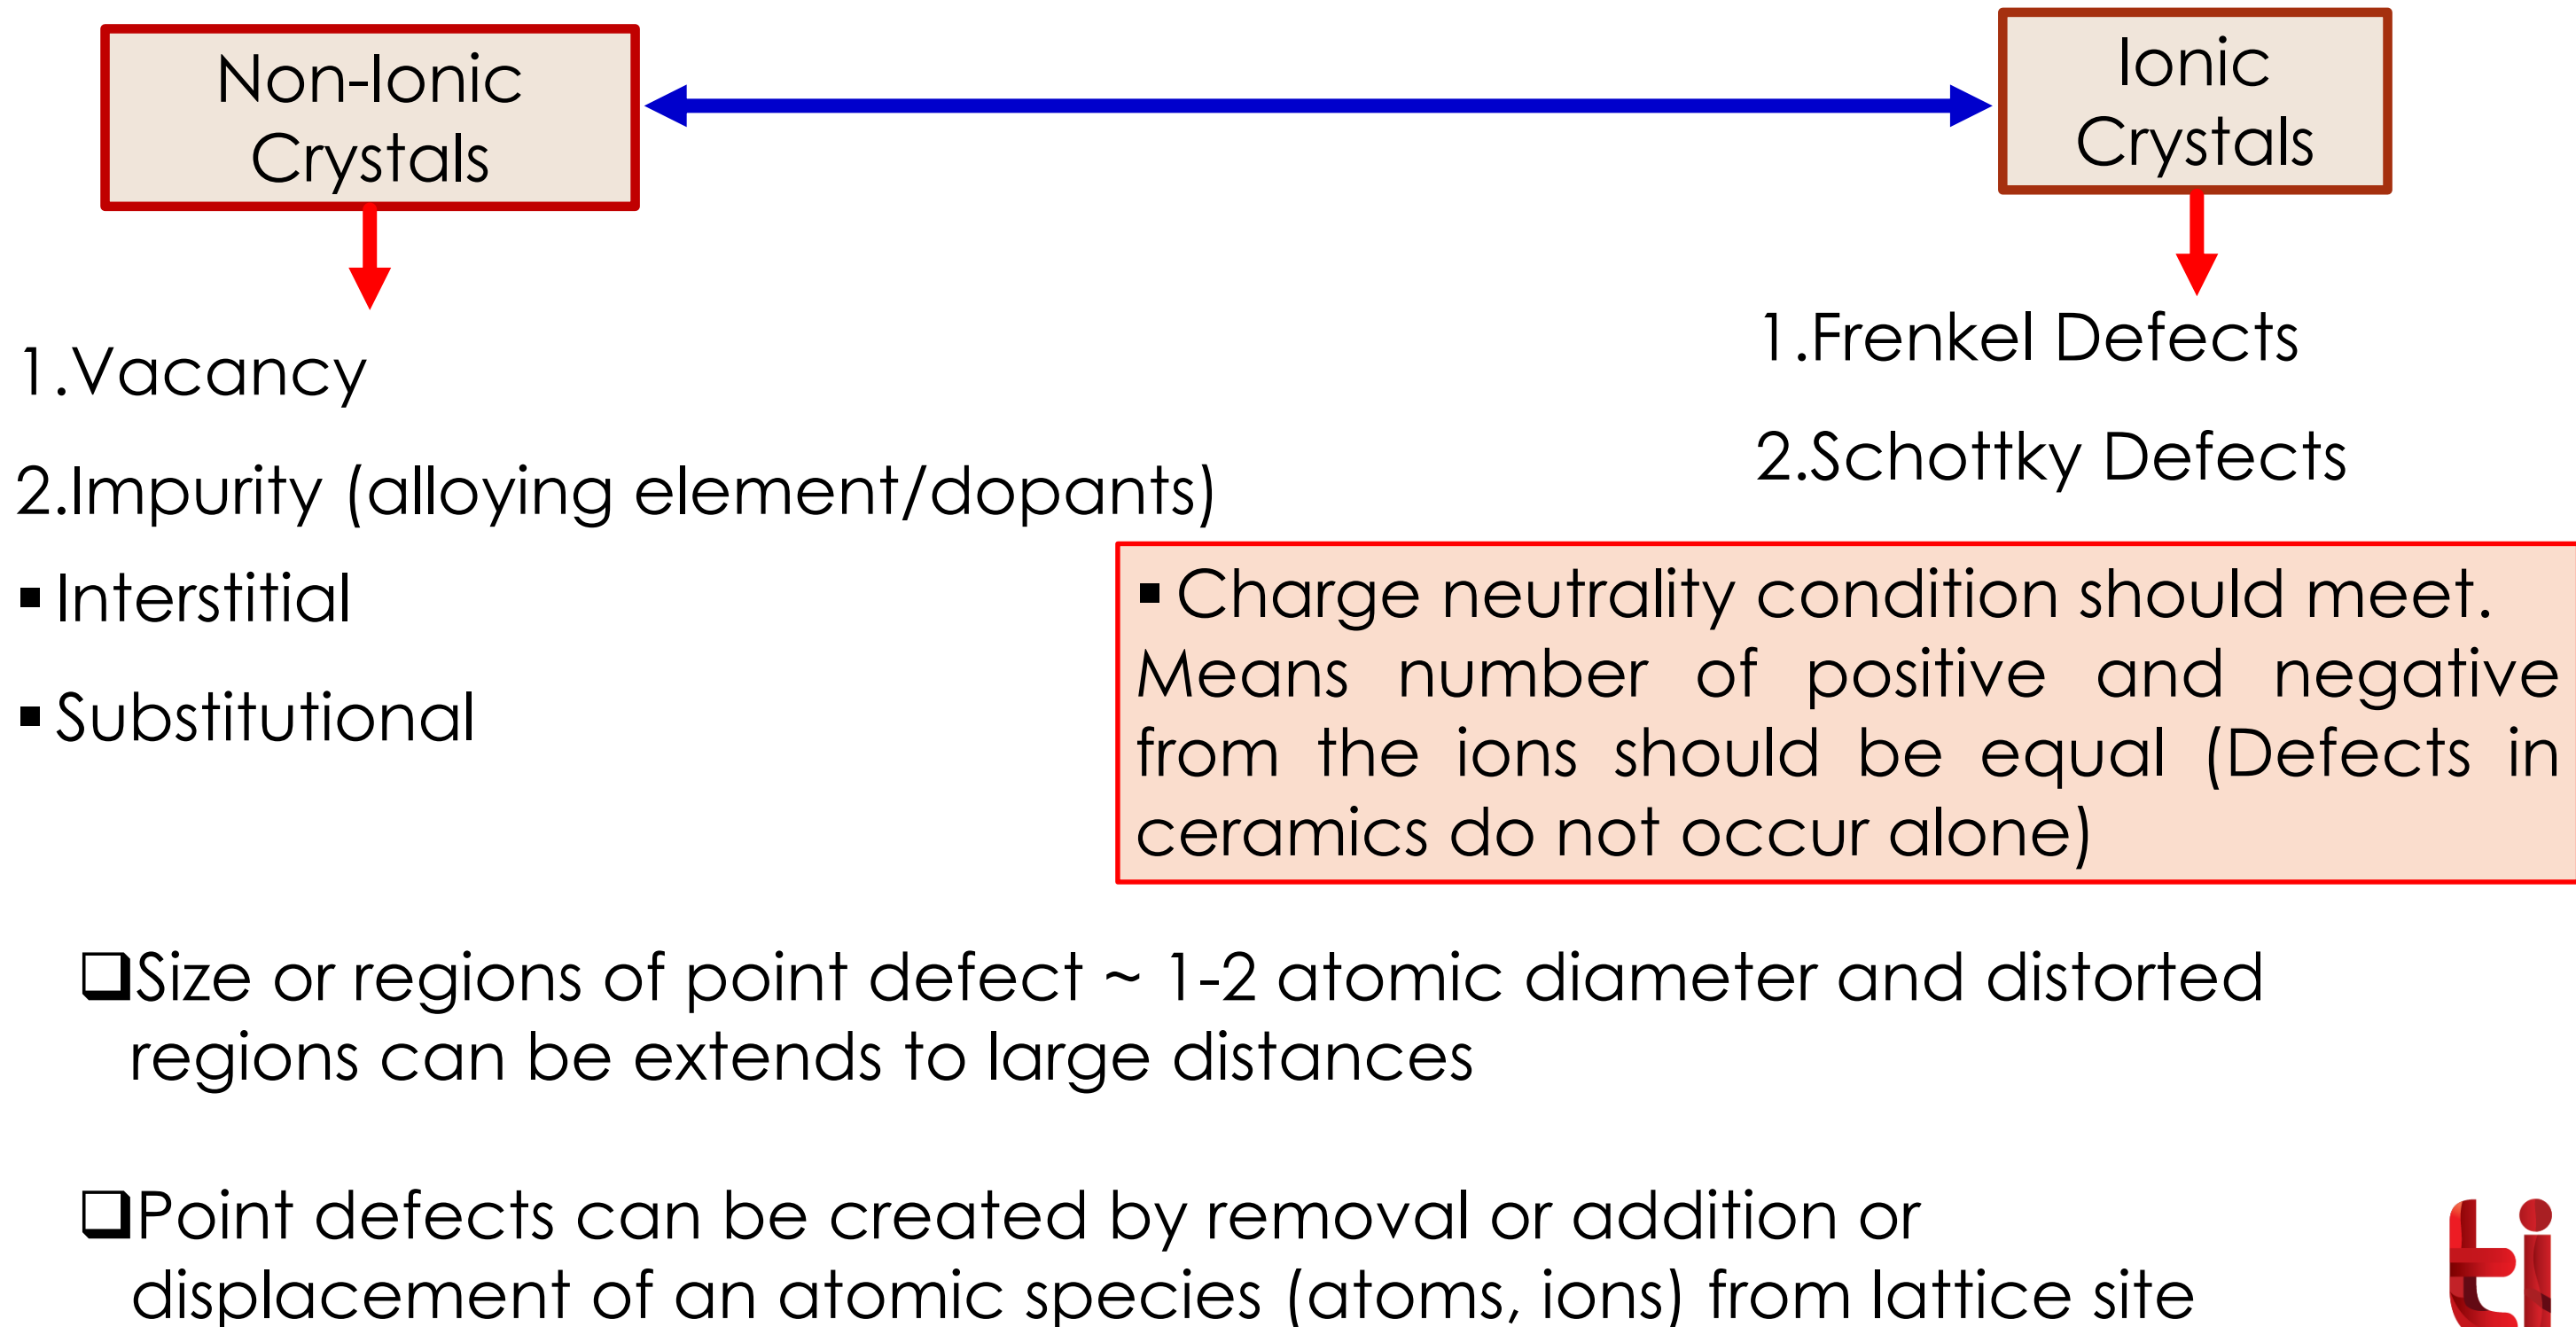 Non-Ionic
Crystals
Ionic
Crystals
1.Vacancy
2.Impurity (alloying element/dopants)
▪ Interstitial
▪ Substitutional
1.Frenkel Defects
2.Schottky Defects
▪ Charge neutrality condition should meet.
Means number of positive and negative
from the ions should be equal (Defects in
ceramics do not occur alone)
❑Size or regions of point defect ~ 1-2 atomic diameter and distorted
regions can be extends to large distances
❑Point defects can be created by removal or addition or
displacement of an atomic species (atoms, ions) from lattice site
ti